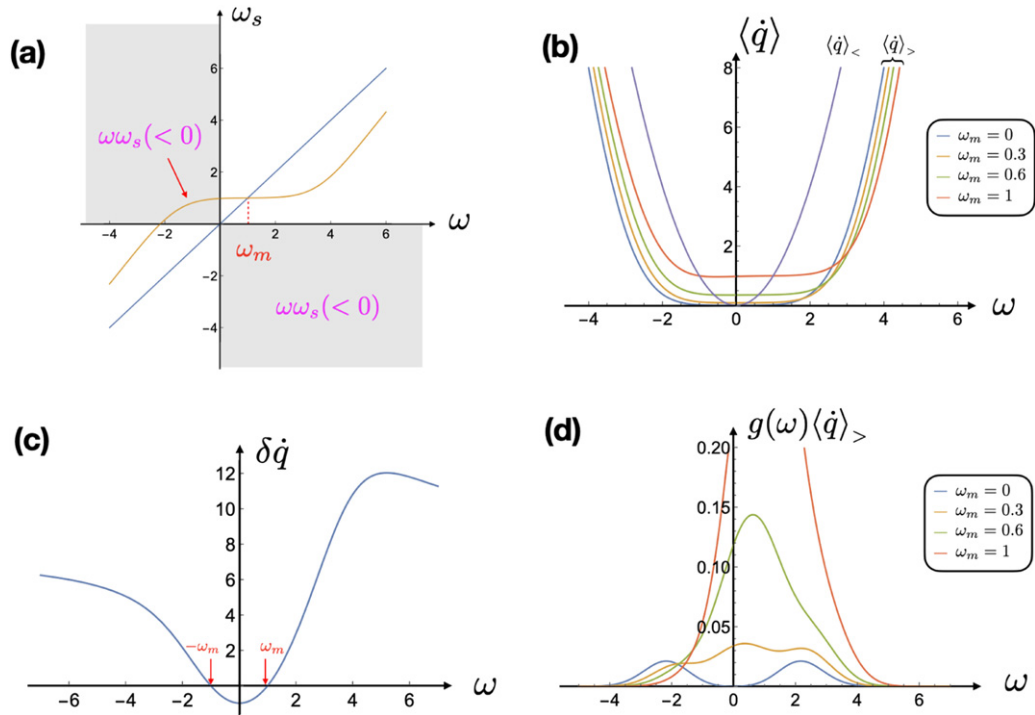 (a)
ω_s
6
4
2
ωω_s(< 0)
-4
-2
2
4
6
ω
ω_m
-2
-4
ωω_s(< 0)
(b)
⟨q̇⟩
⟨q̇⟩_<
⟨q̇⟩_>
8
6
4
2
-4
-2
0
2
4
6
ω
ω_m = 0
ω_m = 0.3
ω_m = 0.6
ω_m = 1
(c)
δq̇
12
10
8
6
4
2
-ω_m
ω_m
-6
-4
-2
0
2
4
6
ω
(d)
g(ω)⟨q̇⟩_>
0.20
0.15
0.10
0.05
-4
-2
0
2
4
6
ω
ω_m = 0
ω_m = 0.3
ω_m = 0.6
ω_m = 1